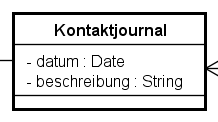 Kontaktjournal
- datum : Date
- beschreibung : String